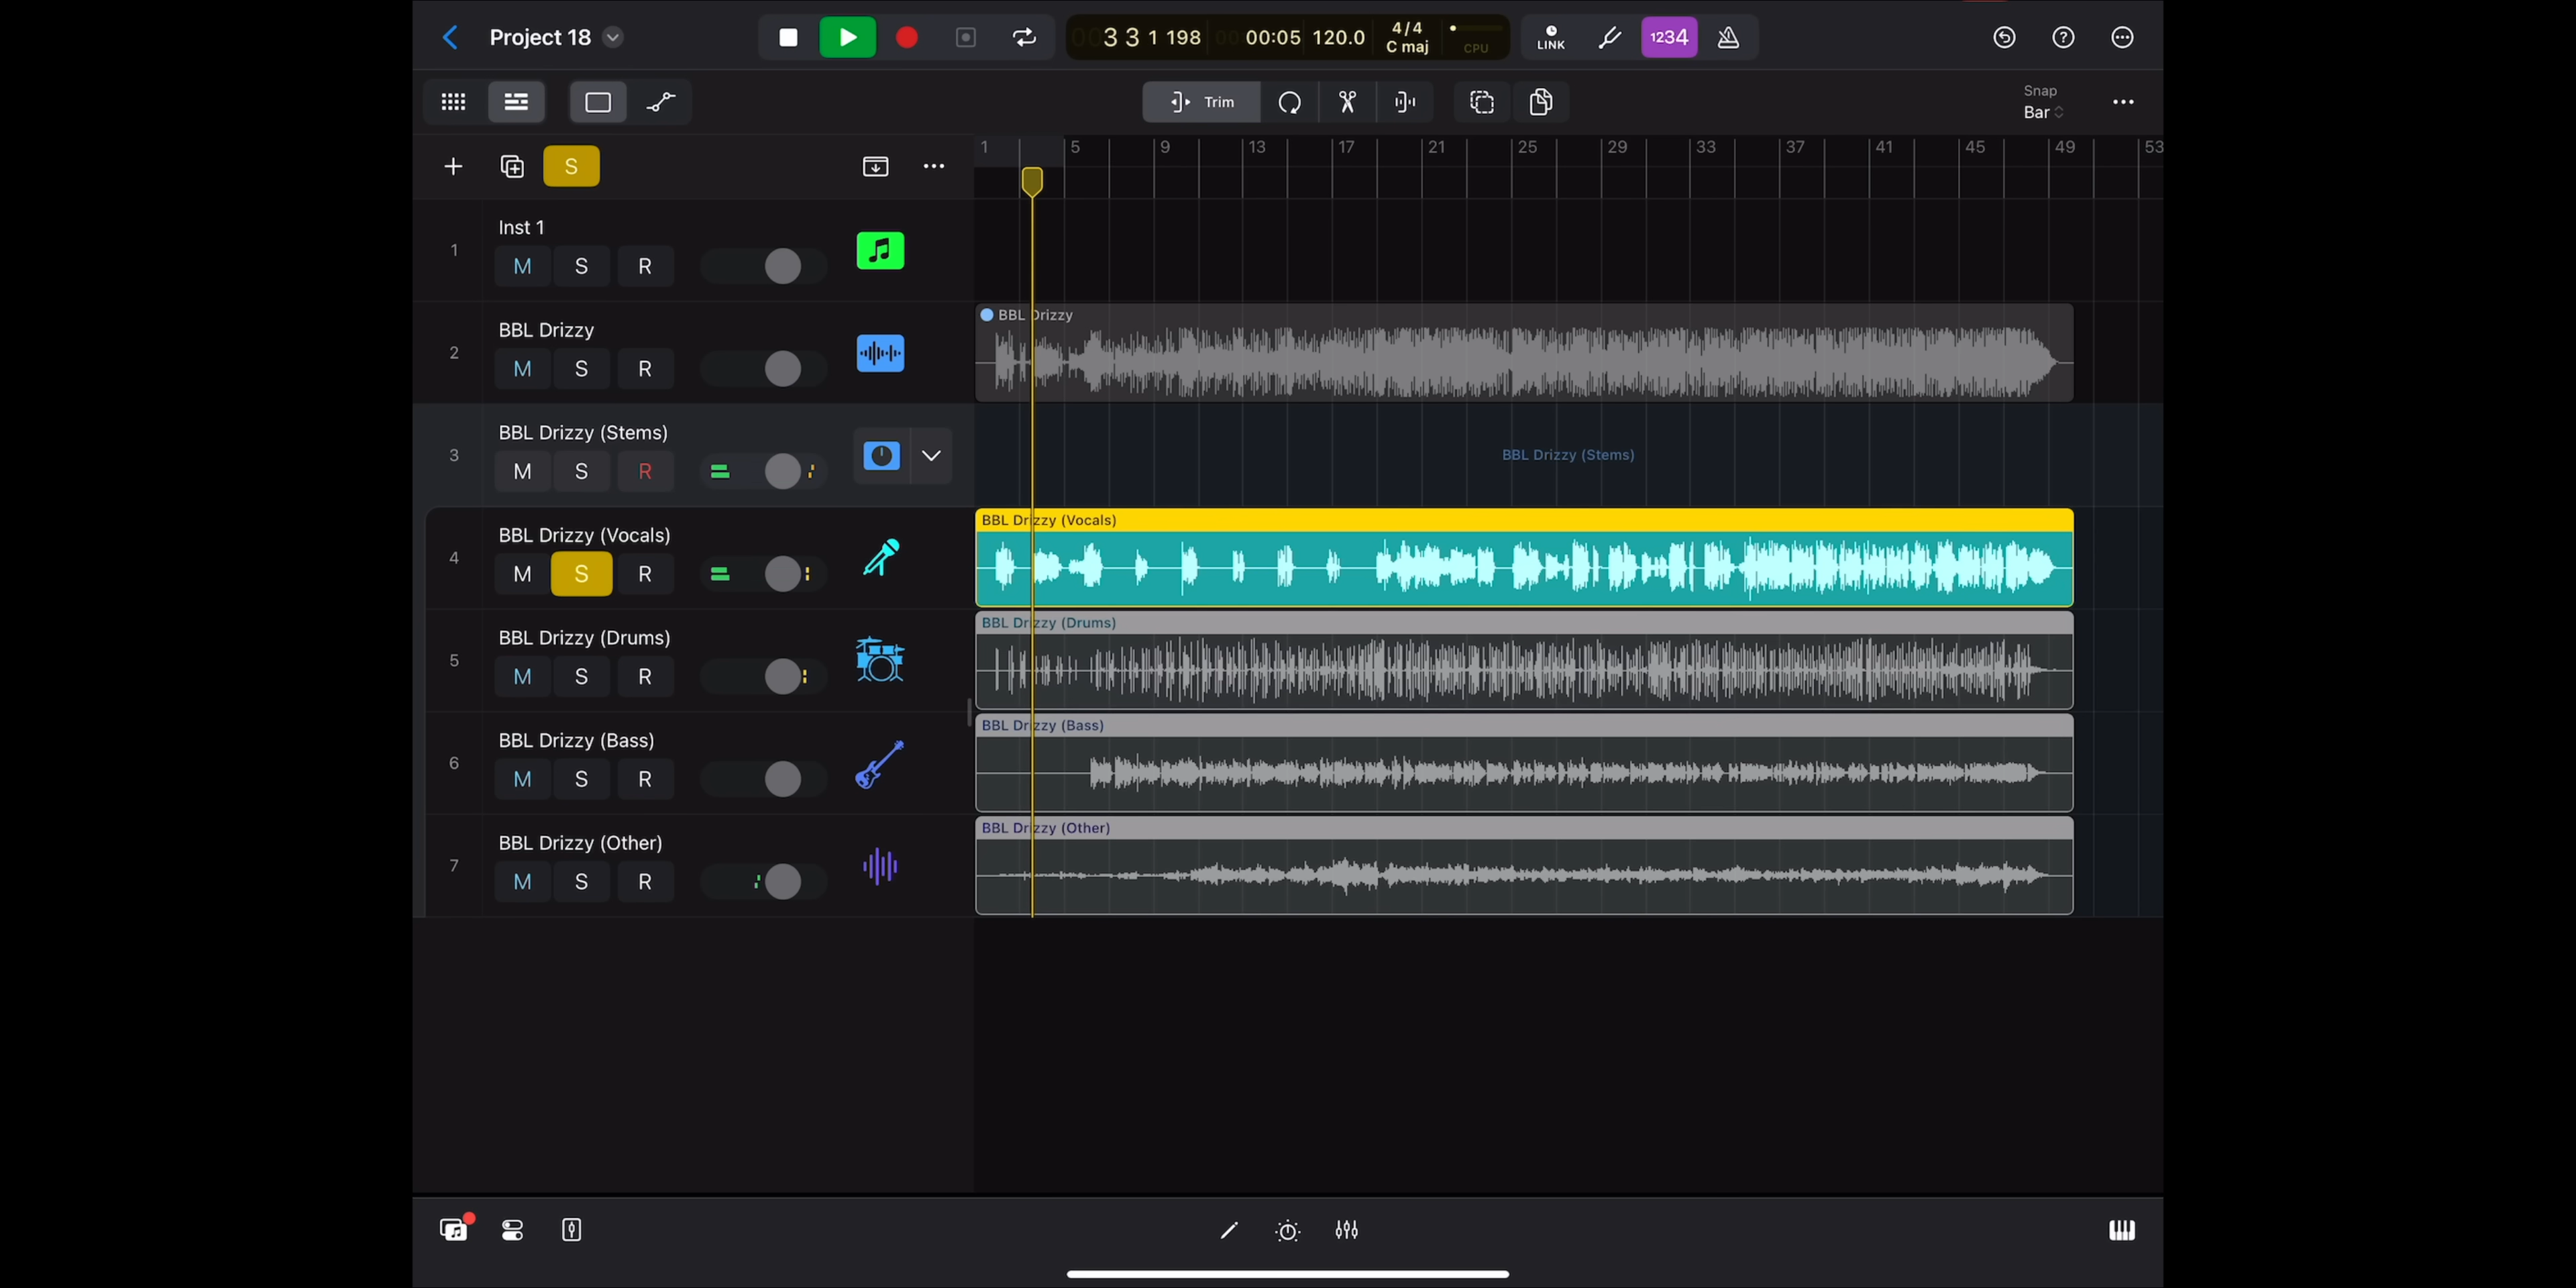 Project 18
3 3 1 198 00:05 120.0 4/4 C maj CPU
LINK
1234
Trim
Snap
Bar
S
1 5 9 13 17 21 25 29 33 37 41 45 49 53
1
Inst 1
M S R
2
BBL Drizzy
M S R
BBL Drizzy
3
BBL Drizzy (Stems)
M S R
BBL Drizzy (Stems)
4
BBL Drizzy (Vocals)
M S R
BBL Drizzy (Vocals)
5
BBL Drizzy (Drums)
M S R
BBL Drizzy (Drums)
6
BBL Drizzy (Bass)
M S R
BBL Drizzy (Bass)
7
BBL Drizzy (Other)
M S R
BBL Drizzy (Other)